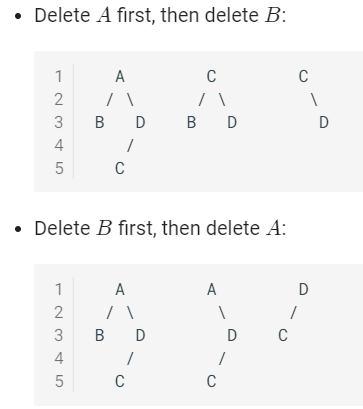 • Delete A first, then delete B:
1 A C C
2 / \ / \ \
3 B D B D D
4 /
5 C
• Delete B first, then delete A:
1 A A D
2 / \ \ /
3 B D D C
4 / /
5 C C